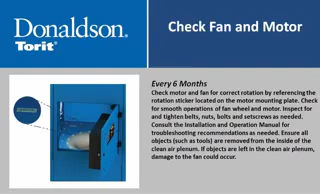 Donaldson.
Torit®
Check Fan and Motor
Every 6 Months
Check motor and fan for correct rotation by referencing the
rotation sticker located on the motor mounting plate. Check
for smooth operations of fan wheel and motor. Inspect for
and tighten belts, nuts, bolts and setscrews as needed.
Consult the Installation and Operation Manual for
troubleshooting recommendations as needed. Ensure all
objects (such as tools) are removed from the inside of the
clean air plenum. If objects are left in the clean air plenum,
damage to the fan could occur.